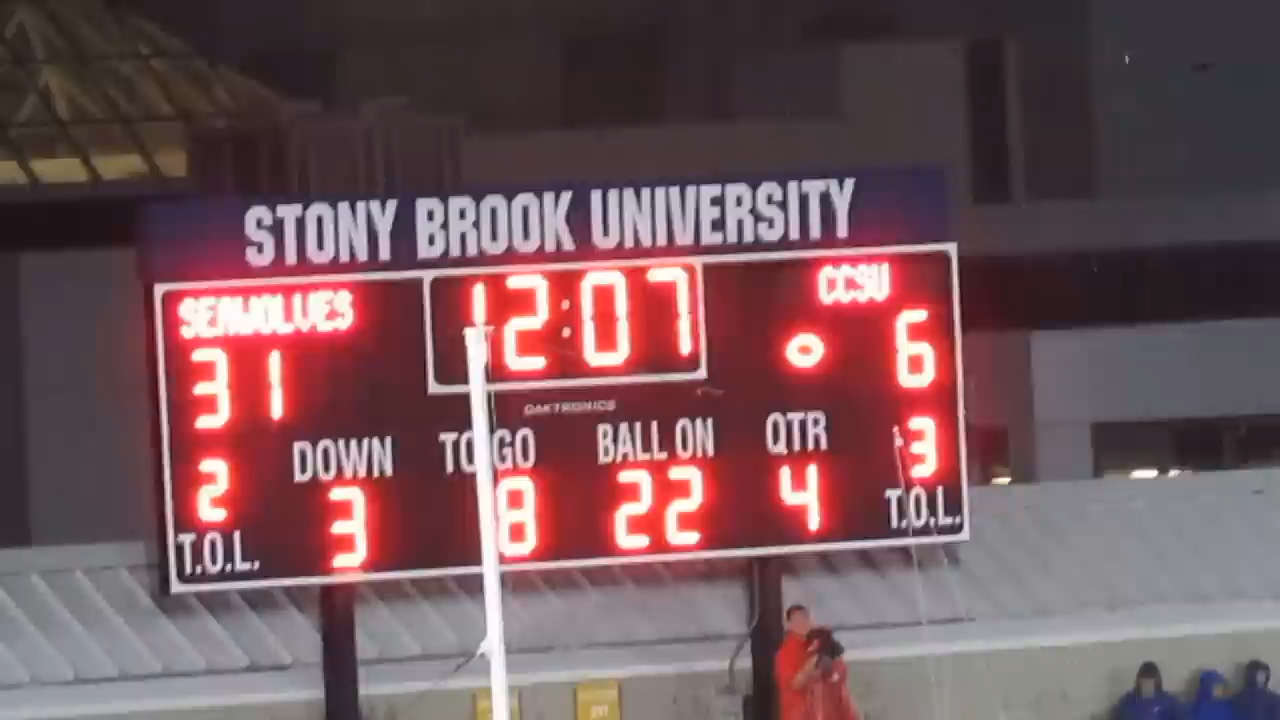 STONY BROOK UNIVERSITY
SEAWOLVES 12:07 CCSU
31 6
DAKTRONICS
DOWN TO GO BALL ON QTR 3
2 3 8 22 4
T.O.L. T.O.L.